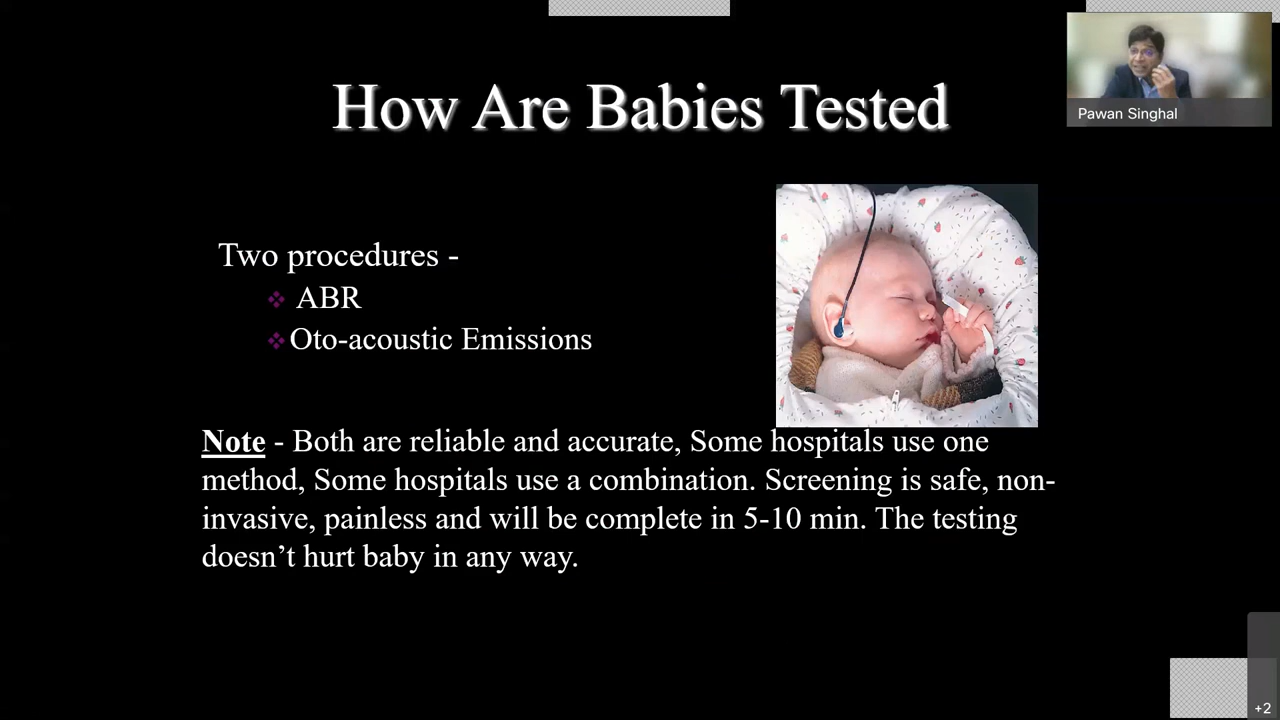 How Are Babies Tested
Pawan Singhal
Two procedures -
ABR
Oto-acoustic Emissions
Note - Both are reliable and accurate, Some hospitals use one
method, Some hospitals use a combination. Screening is safe, non-
invasive, painless and will be complete in 5-10 min. The testing
doesn’t hurt baby in any way.
+2